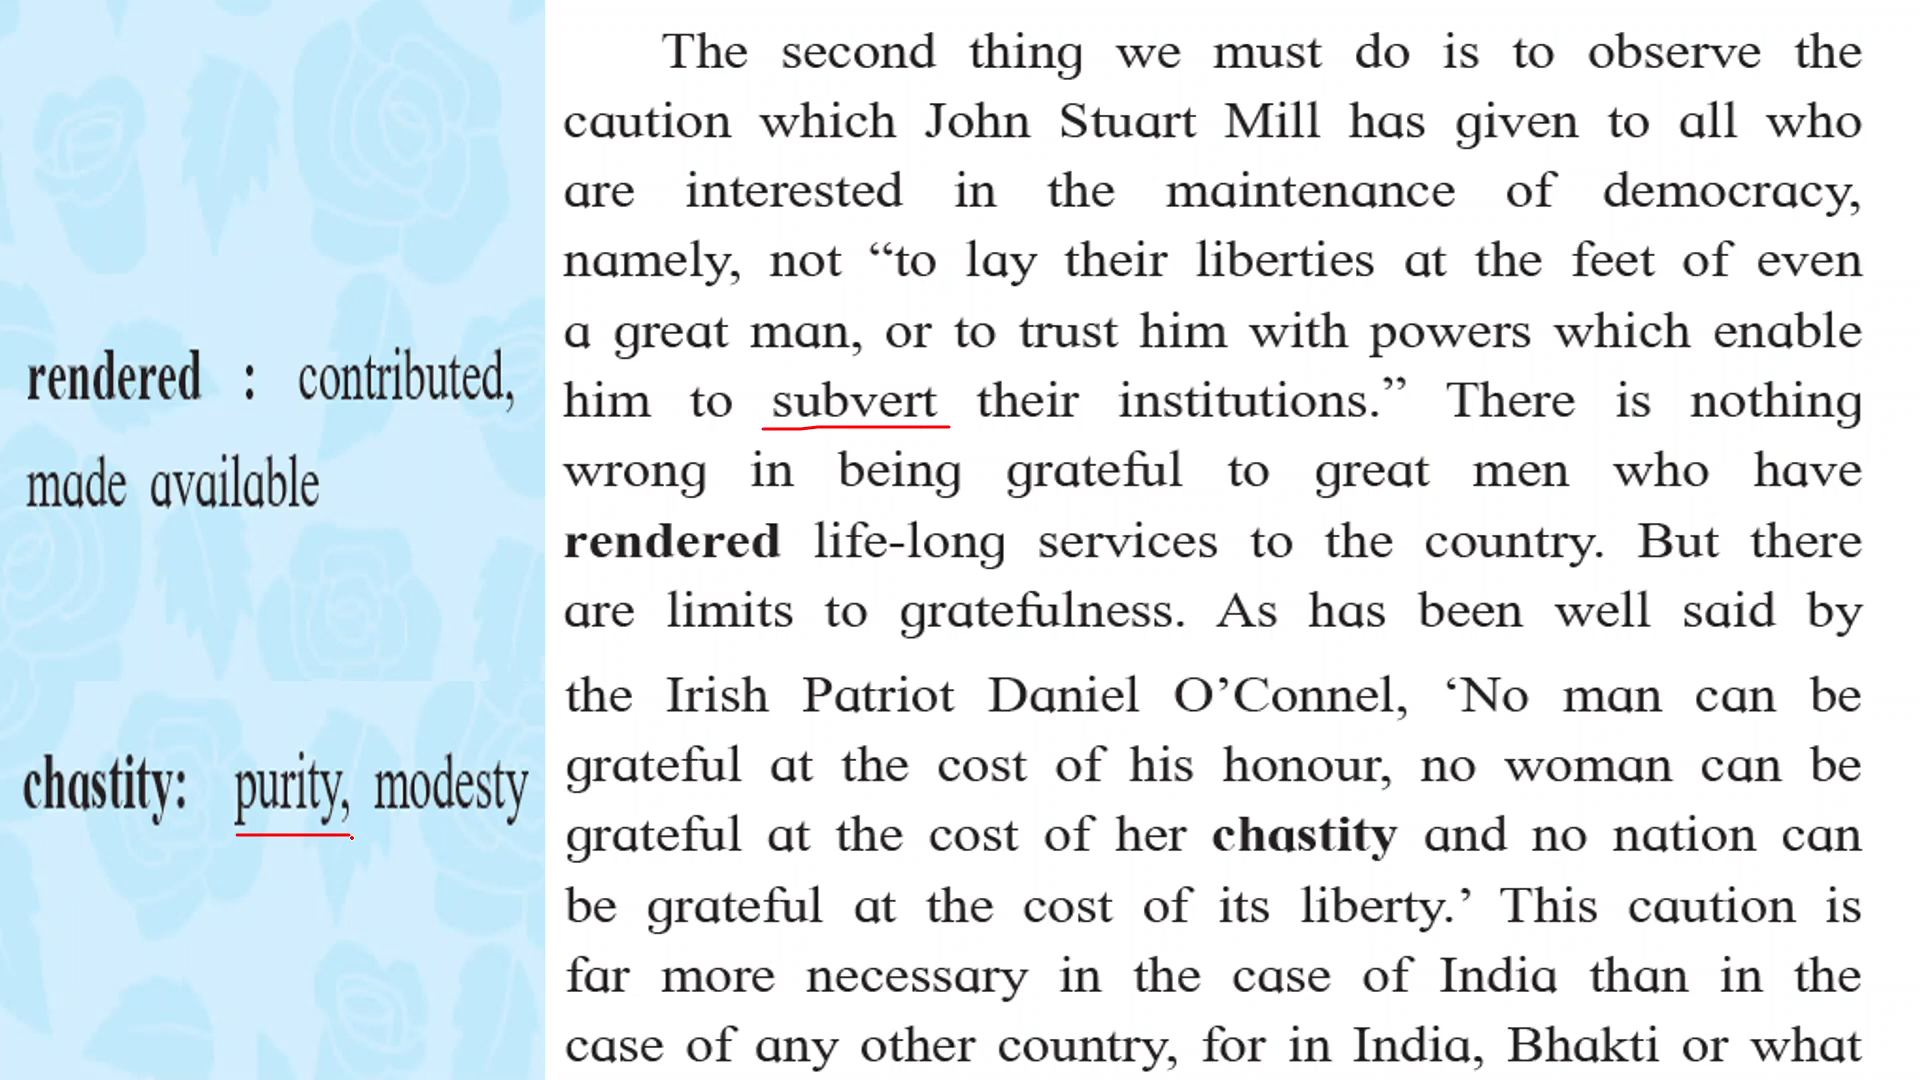 rendered : contributed,
made available
chastity: purity, modesty
The second thing we must do is to observe the
caution which John Stuart Mill has given to all who
are interested in the maintenance of democracy,
namely, not “to lay their liberties at the feet of even
a great man, or to trust him with powers which enable
him to subvert their institutions.” There is nothing
wrong in being grateful to great men who have
rendered life-long services to the country. But there
are limits to gratefulness. As has been well said by
the Irish Patriot Daniel O’Connel, ‘No man can be
grateful at the cost of his honour, no woman can be
grateful at the cost of her chastity and no nation can
be grateful at the cost of its liberty.’ This caution is
far more necessary in the case of India than in the
case of any other country, for in India, Bhakti or what